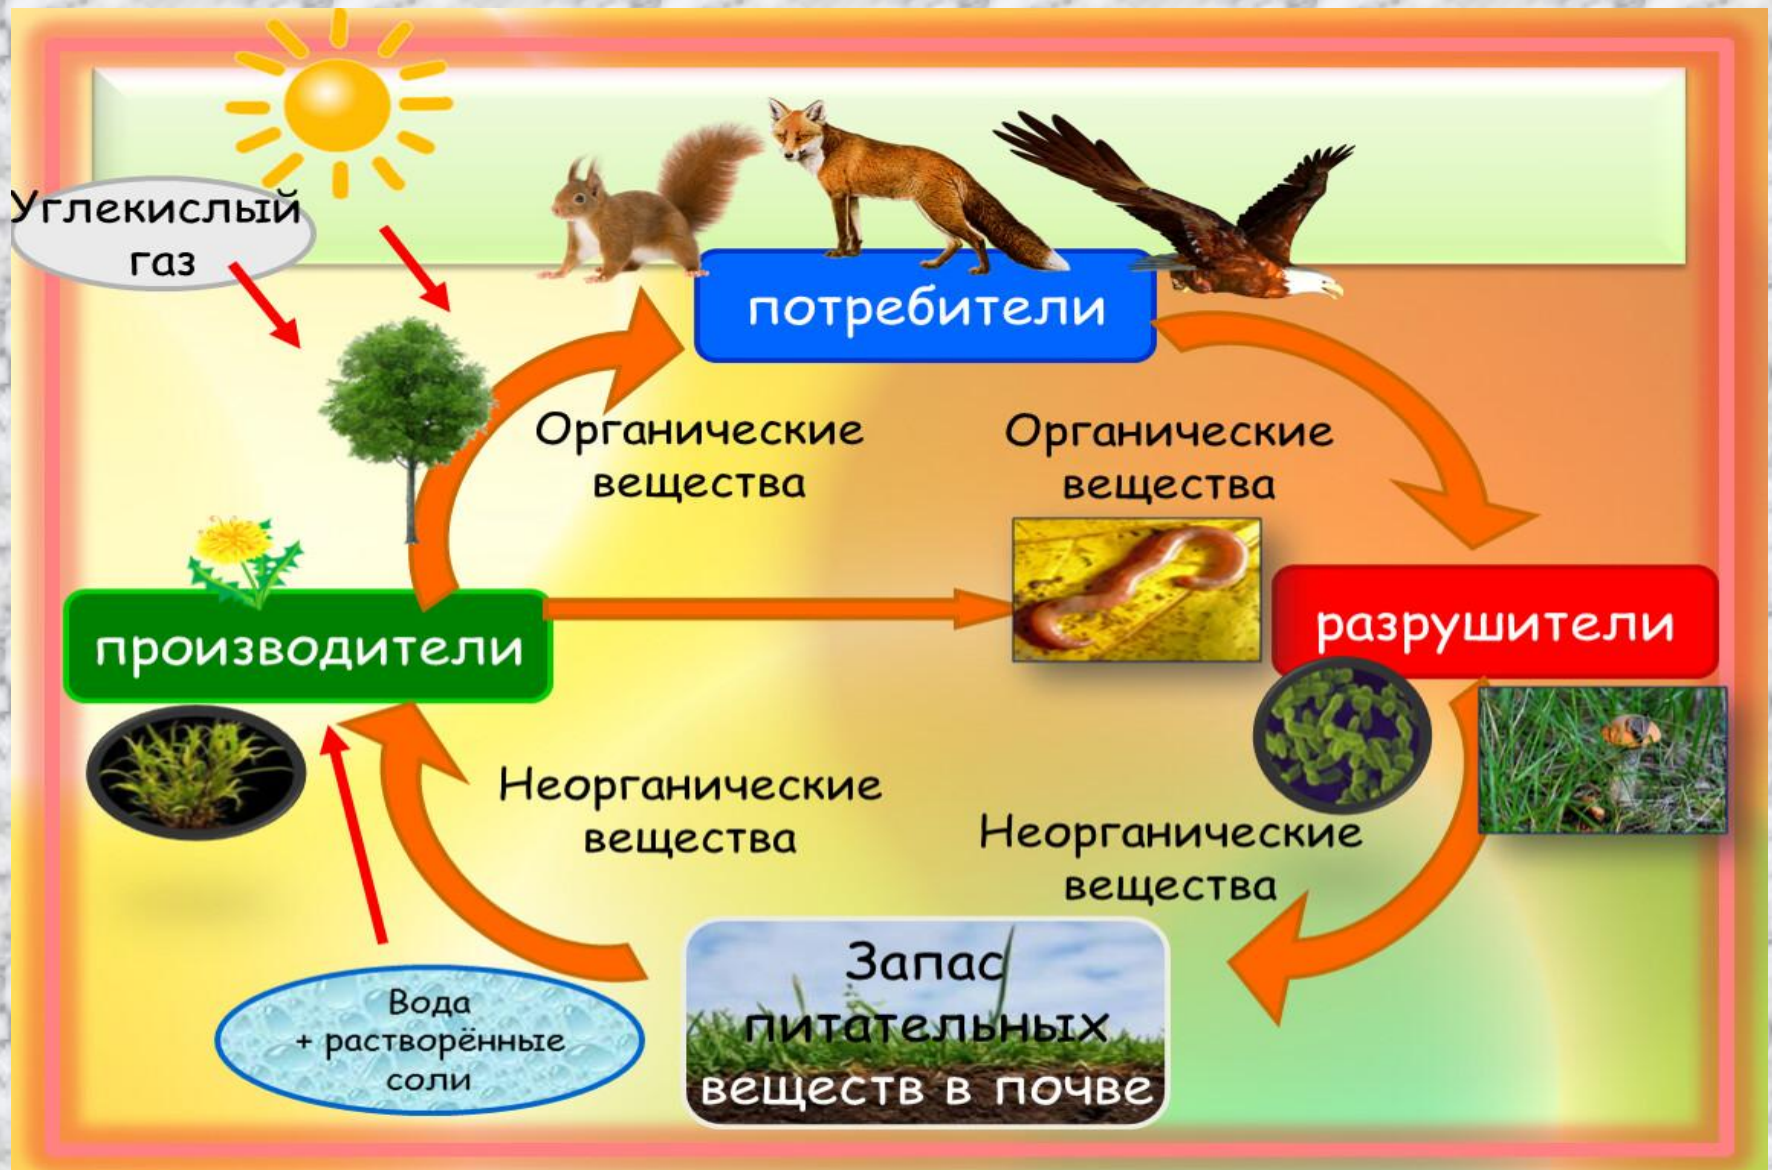 Углекислый
газ
потребители
Органические
вещества
Органические
вещества
производители
разрушители
Неорганические
вещества
Неорганические
вещества
Вода
+ растворённые
соли
Запас
питательных
веществ в почве